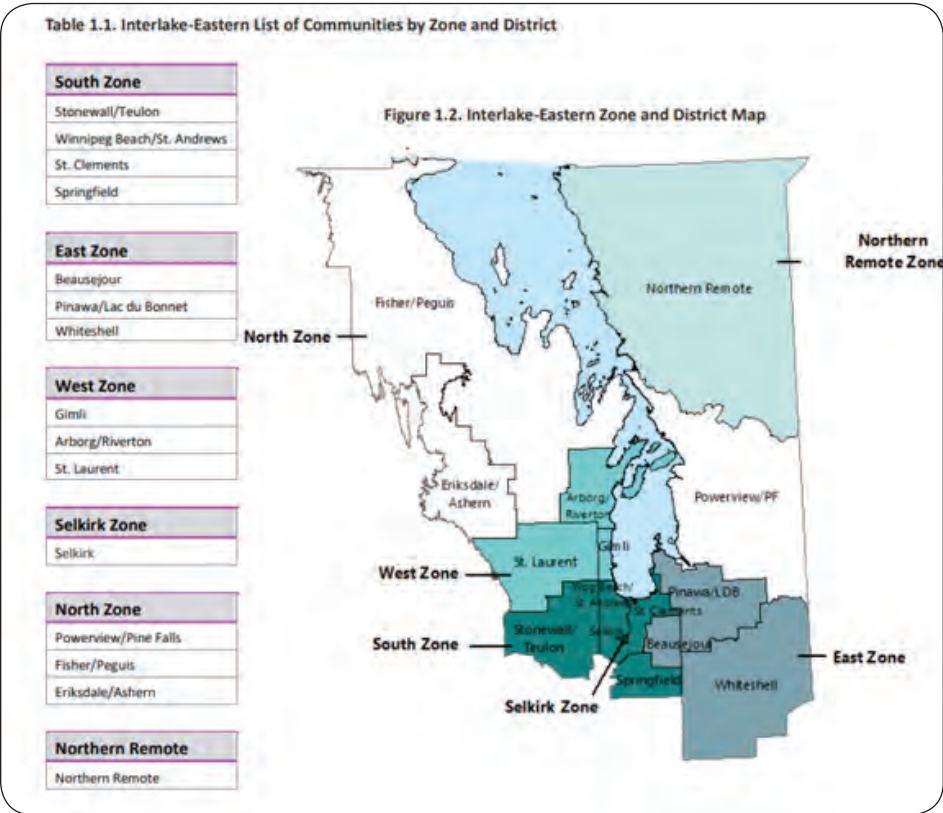 Table 1.1. Interlake-Eastern List of Communities by Zone and District
South Zone
Stonewall/Teulon
Winnipeg Beach/St. Andrews
St. Clements
Springfield
East Zone
Beausejour
Pinawa/Lac du Bonnet
Whiteshell
West Zone
Gimli
Arborg/Riverton
St. Laurent
Selkirk Zone
Selkirk
North Zone
Powerview/Pine Falls
Fisher/Peguis
Eriksdale/Ashern
Northern Remote
Northern Remote
Figure 1.2. Interlake-Eastern Zone and District Map
Northern
Remote Zone
Northern Remote
Fisher/Peguis
North Zone
Eriksdale/
Ashern
Arborg/
Riverton
Powerview/PF
Gimli
St. Laurent
West Zone
Pinawa/LDB
St. Clements
South Zone
Stonewall/
Teulon
Beausejour
East Zone
Springfield
Whiteshell
Selkirk Zone